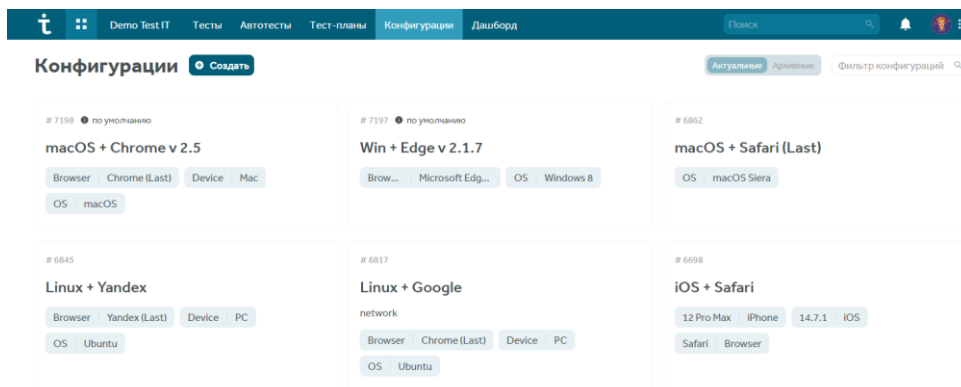 Demo Test IT Тесты Автотесты Тест-планы Конфигурации Дашборд Поиск
Конфигурации Создать Актуальные Архивные Фильтр конфигураций
# 7198 по умолчанию
macOS + Chrome v 2.5
Browser Chrome (Last) Device Mac
OS macOS
# 7197 по умолчанию
Win + Edge v 2.1.7
Brow... Microsoft Edg... OS Windows 8
# 6862
macOS + Safari (Last)
OS macOS Siera
# 6845
Linux + Yandex
Browser Yandex (Last) Device PC
OS Ubuntu
# 6817
Linux + Google
network
Browser Chrome (Last) Device PC
OS Ubuntu
# 6698
iOS + Safari
12 Pro Max iPhone 14.7.1 iOS
Safari Browser